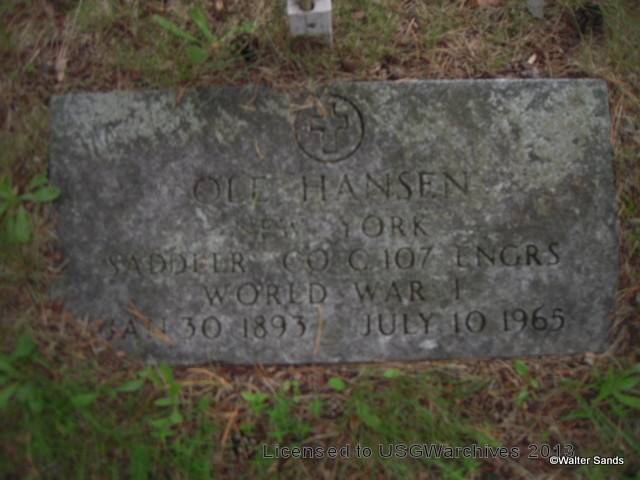 OLE HANSEN
NEW YORK
SADDLER CO C 107 ENGRS
WORLD WAR I
JAN 30 1893 JULY 10 1965
Licensed to USGWarchives 2013
©Walter Sands